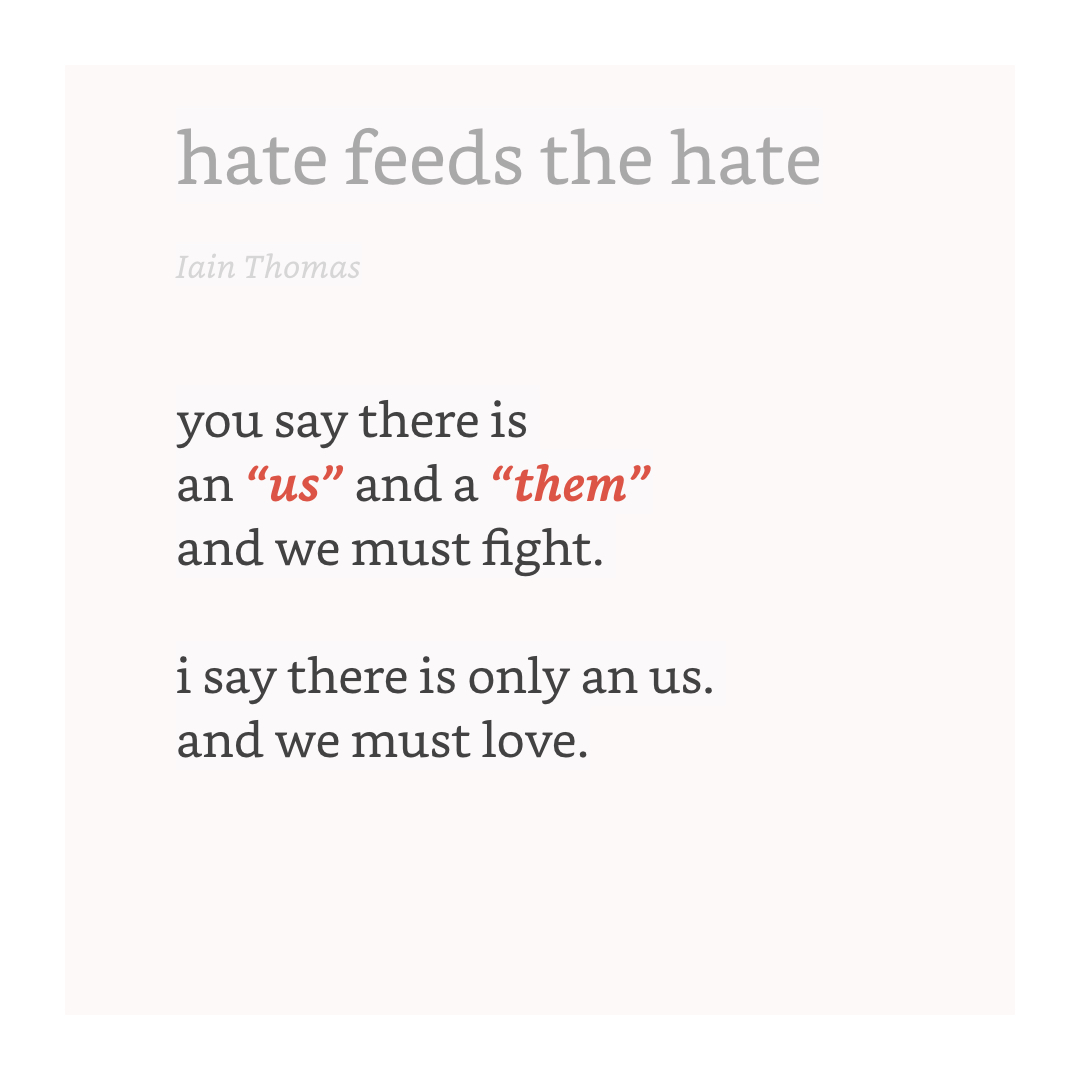 hate feeds the hate
Iain Thomas
you say there is
an “us” and a “them”
and we must fight.
i say there is only an us.
and we must love.